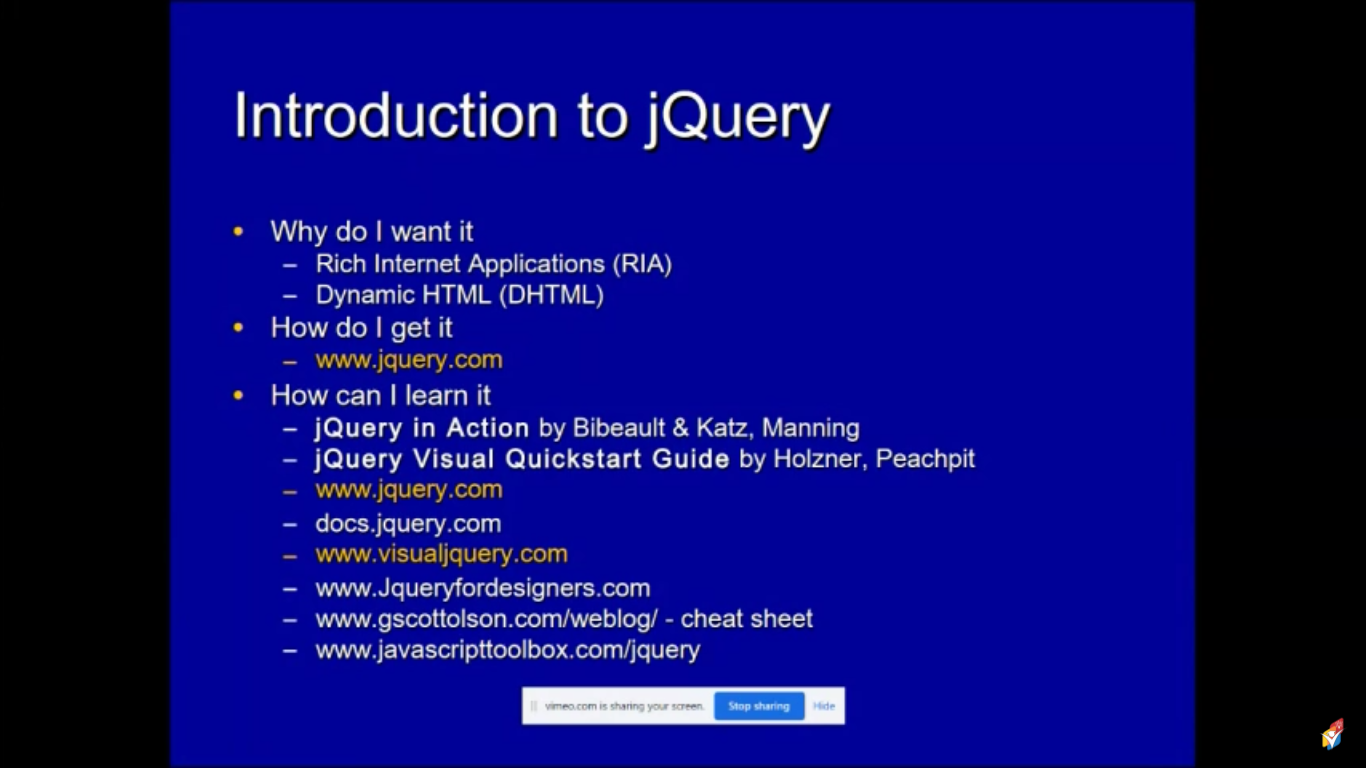 Introduction to jQuery
• Why do I want it
– Rich Internet Applications (RIA)
– Dynamic HTML (DHTML)
• How do I get it
– www.jquery.com
• How can I learn it
– jQuery in Action by Bibeault & Katz, Manning
– jQuery Visual Quickstart Guide by Holzner, Peachpit
– www.jquery.com
– docs.jquery.com
– www.visualjquery.com
– www.Jqueryfordesigners.com
– www.gscottolson.com/weblog/ - cheat sheet
– www.javascripttoolbox.com/jquery
vimeo.com is sharing your screen. Stop sharing Hide